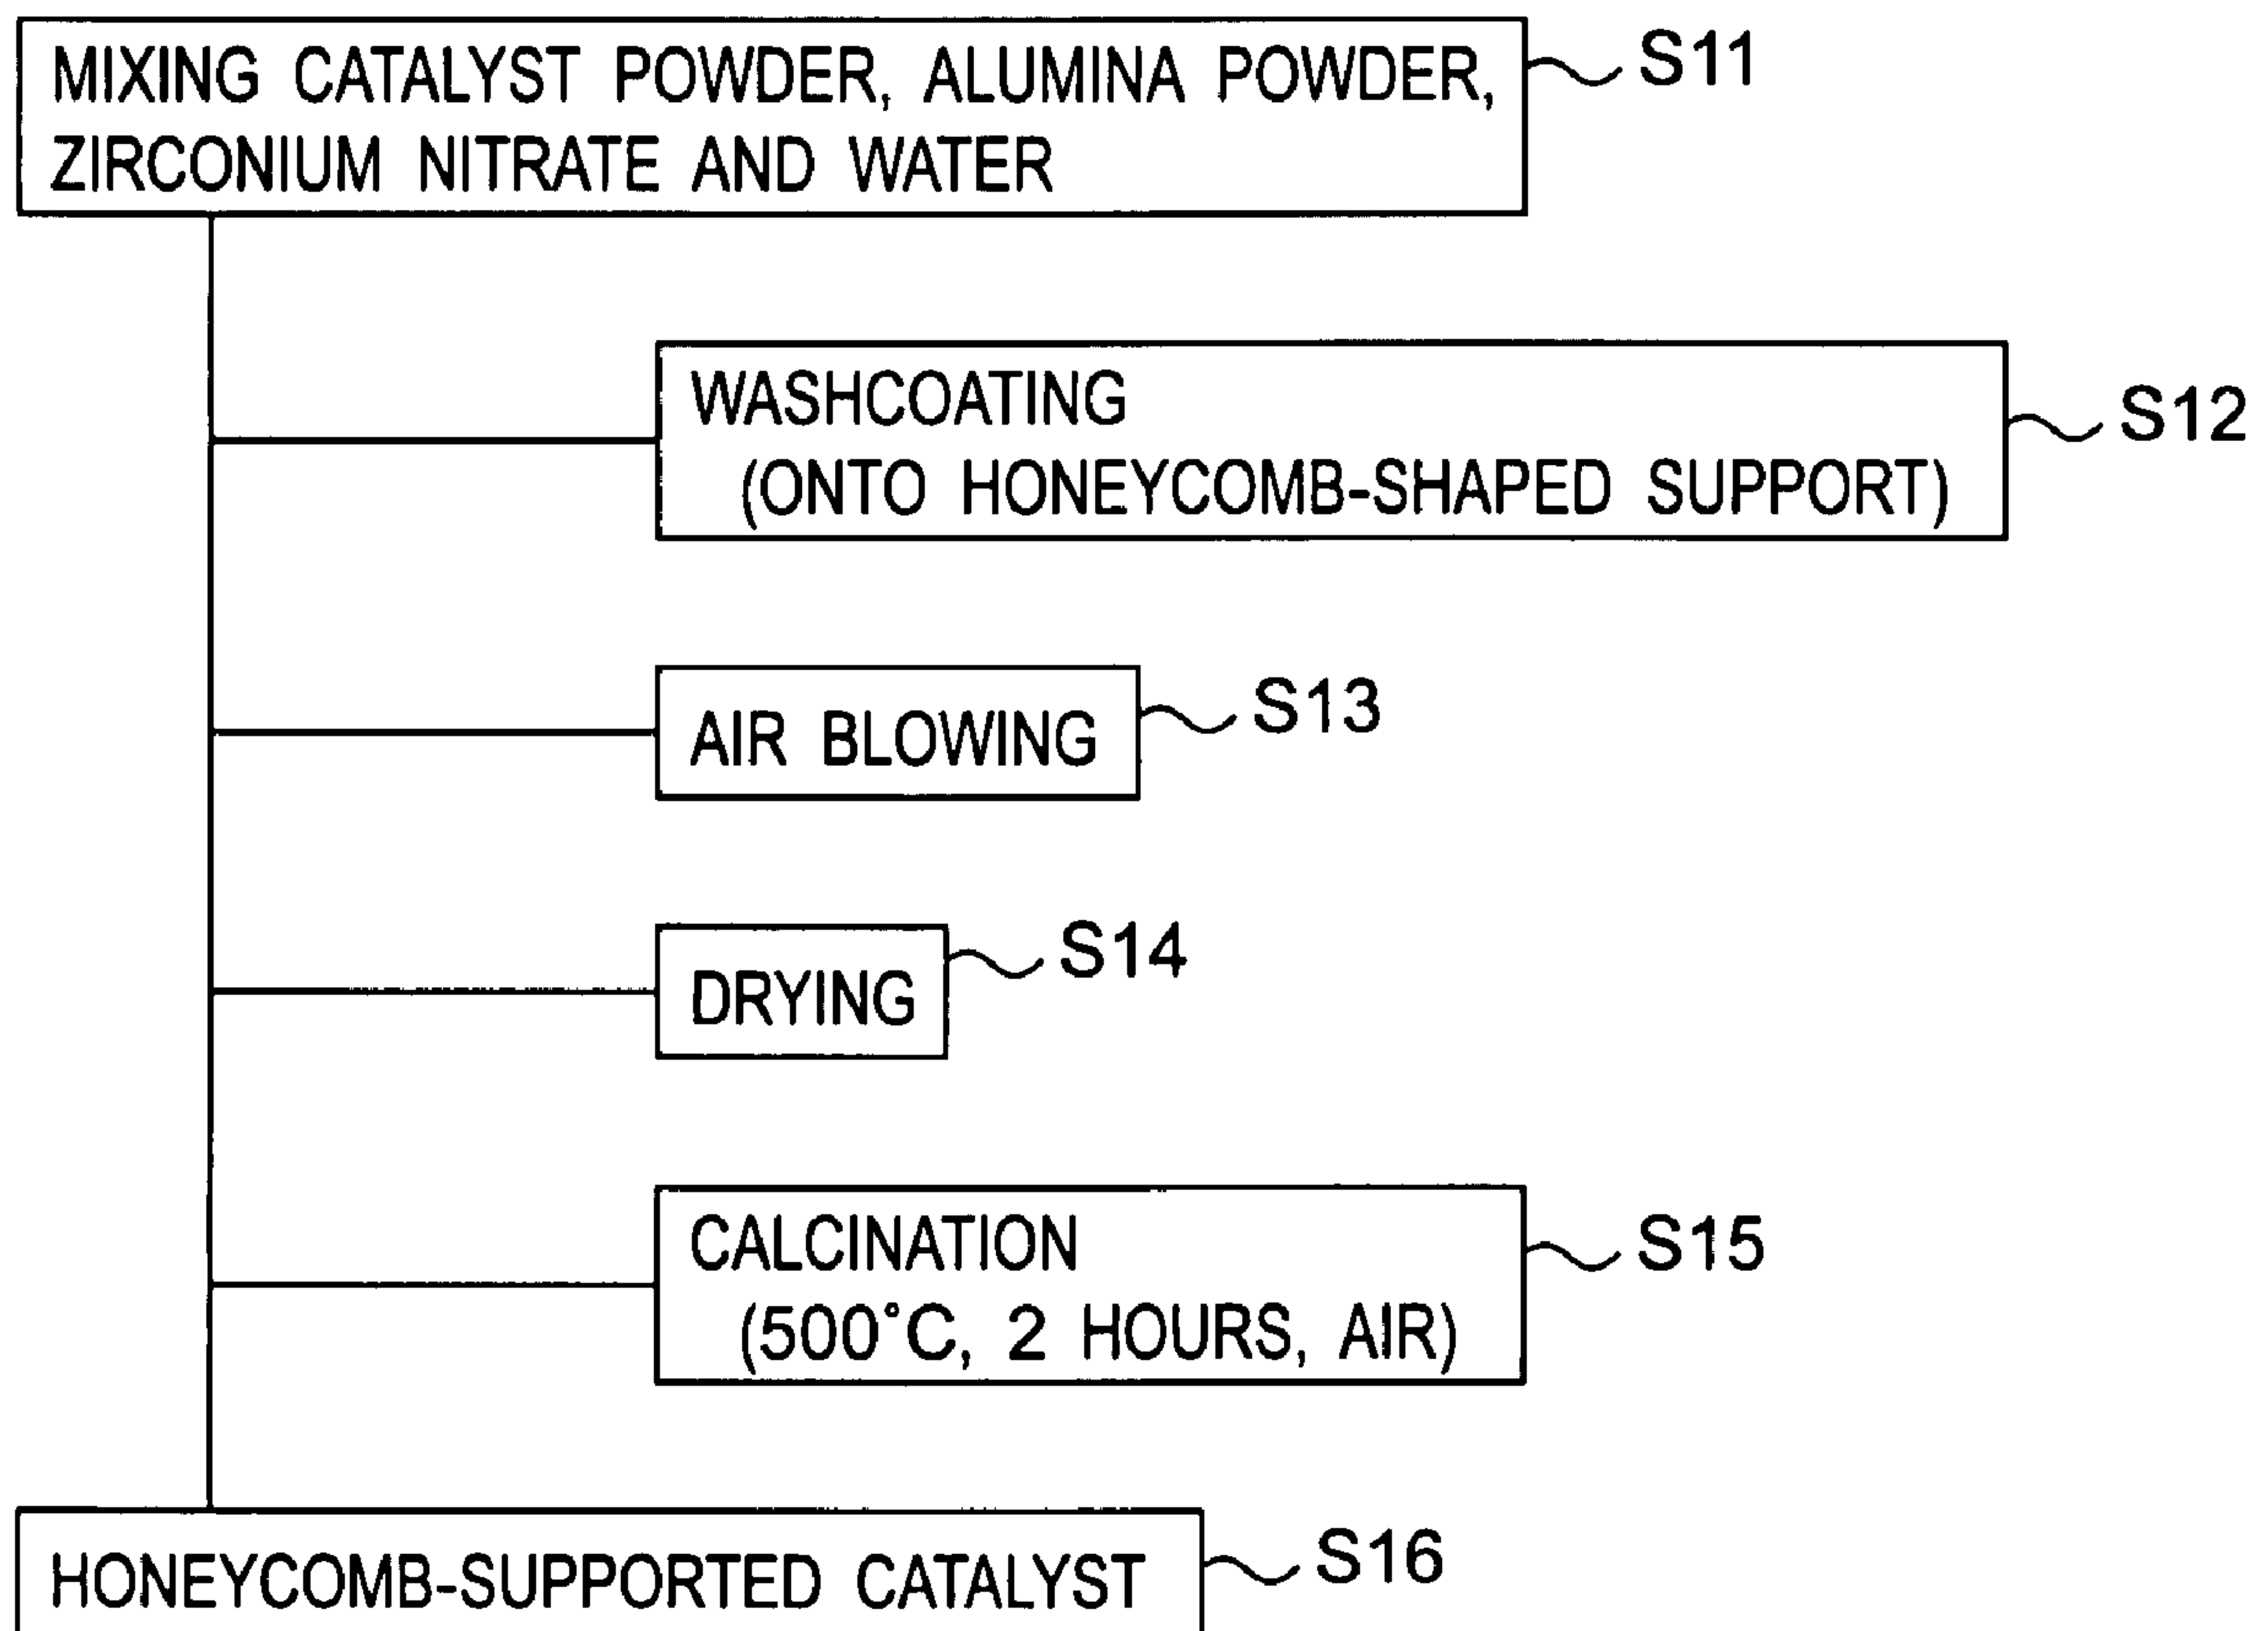 MIXING CATALYST POWDER, ALUMINA POWDER,
ZIRCONIUM NITRATE AND WATER
S11
WASHCOATING
(ONTO HONEYCOMB-SHAPED SUPPORT)
S12
AIR BLOWING
S13
DRYING
S14
CALCINATION
(500°C, 2 HOURS, AIR)
S15
HONEYCOMB-SUPPORTED CATALYST
S16